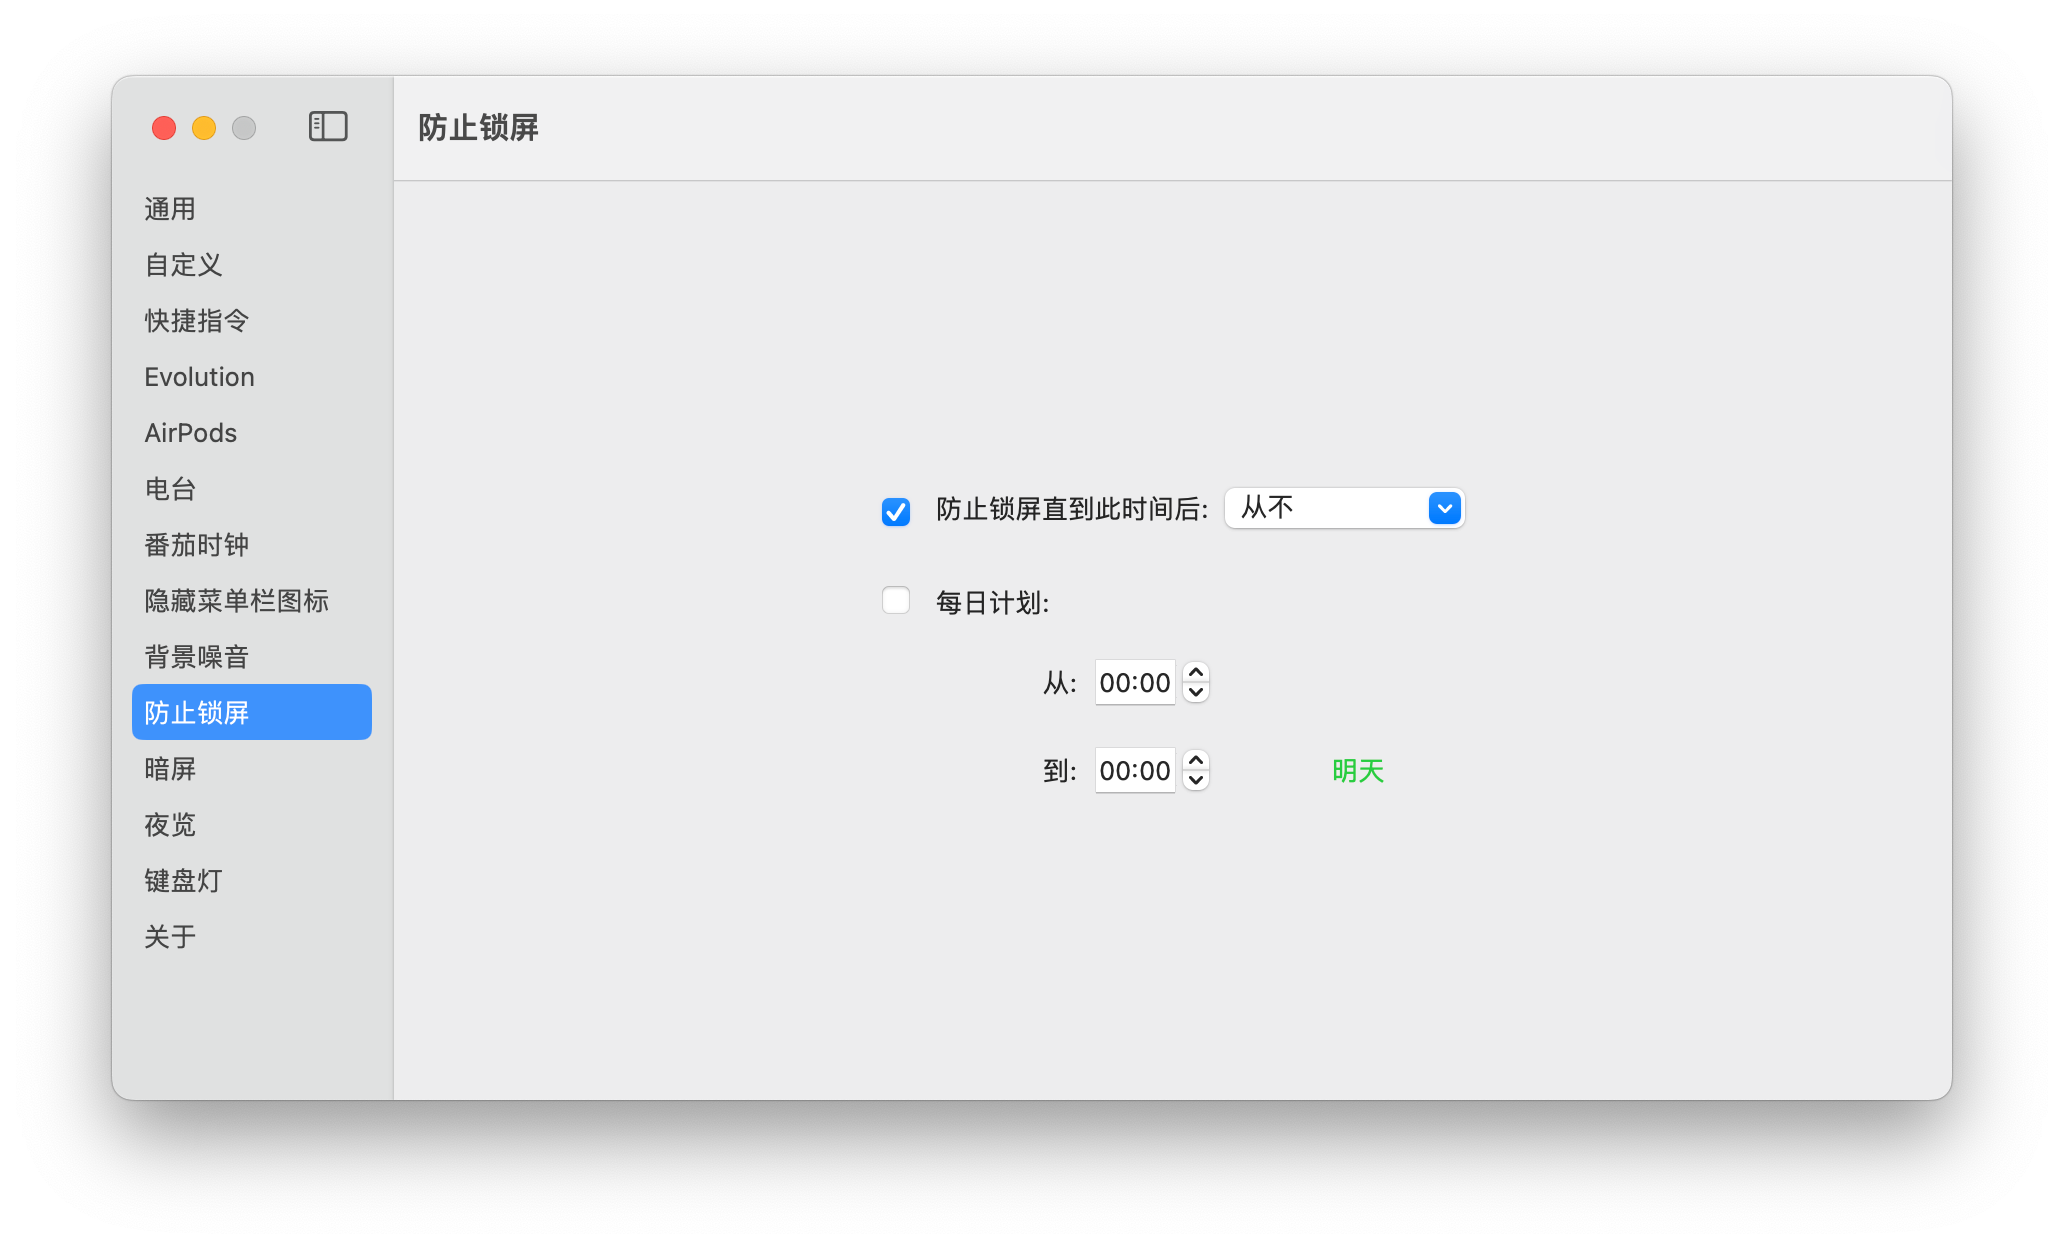 防止锁屏
通用
自定义
快捷指令
Evolution
AirPods
电台
番茄时钟
隐藏菜单栏图标
背景噪音
防止锁屏
暗屏
夜览
键盘灯
关于
防止锁屏直到此时间后: 从不
每日计划:
从: 00:00
到: 00:00 明天